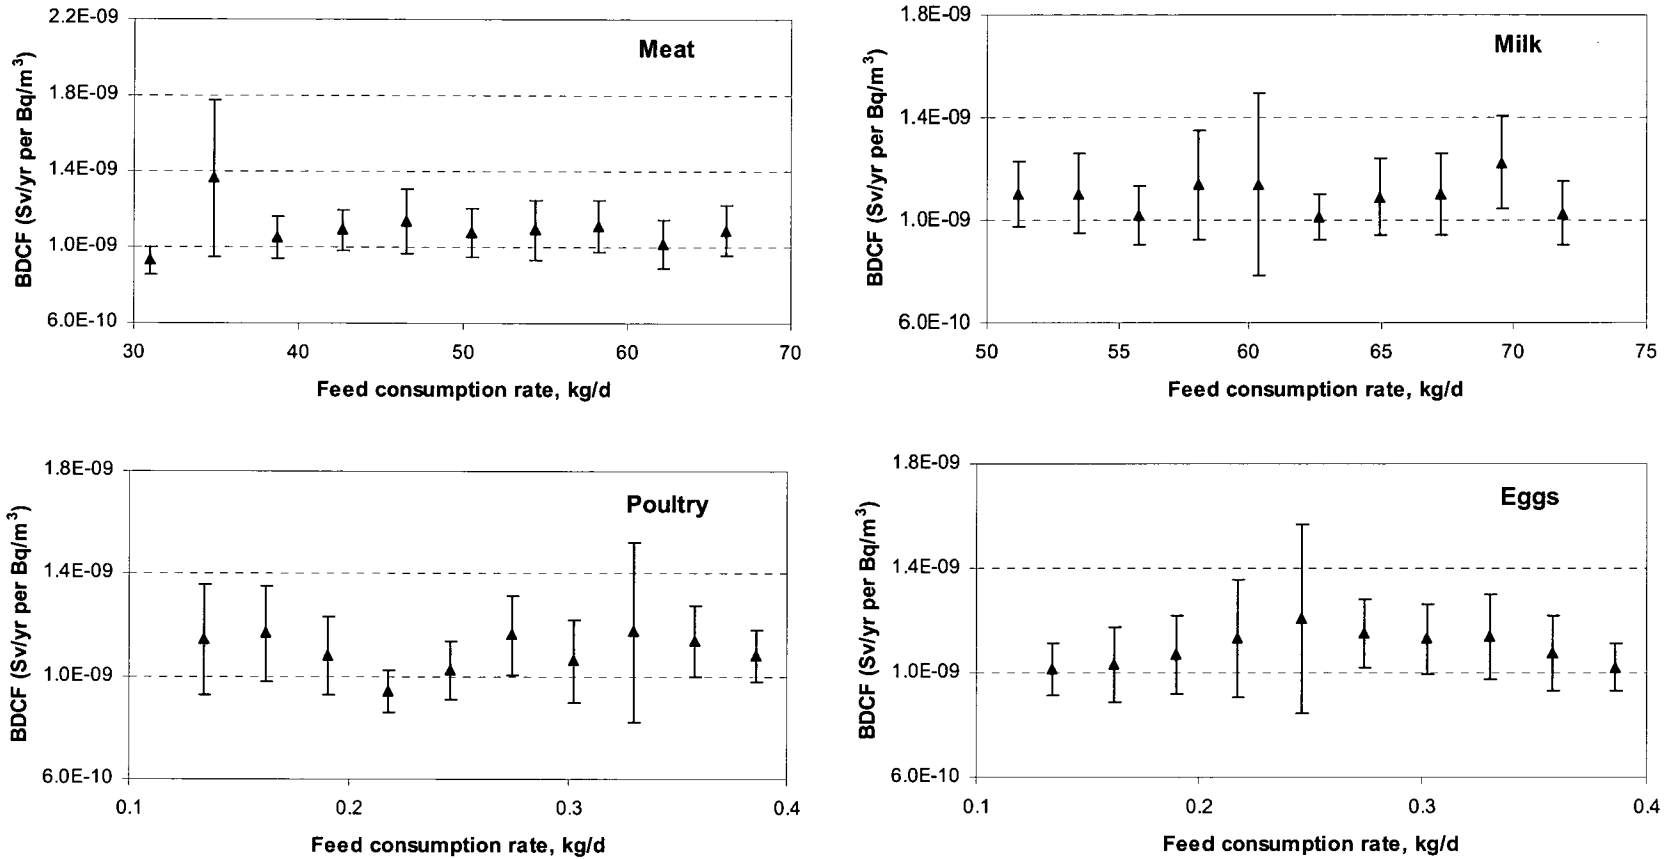 Meat
BDCF (Sv/yr per Bq/m³)
2.2E-09
1.8E-09
1.4E-09
1.0E-09
6.0E-10
30 40 50 60 70
Feed consumption rate, kg/d
Milk
BDCF (Sv/yr per Bq/m³)
1.8E-09
1.4E-09
1.0E-09
6.0E-10
50 55 60 65 70 75
Feed consumption rate, kg/d
Poultry
BDCF (Sv/yr per Bq/m³)
1.8E-09
1.4E-09
1.0E-09
6.0E-10
0.1 0.2 0.3 0.4
Feed consumption rate, kg/d
Eggs
BDCF (Sv/yr per Bq/m³)
1.8E-09
1.4E-09
1.0E-09
6.0E-10
0.1 0.2 0.3 0.4
Feed consumption rate, kg/d